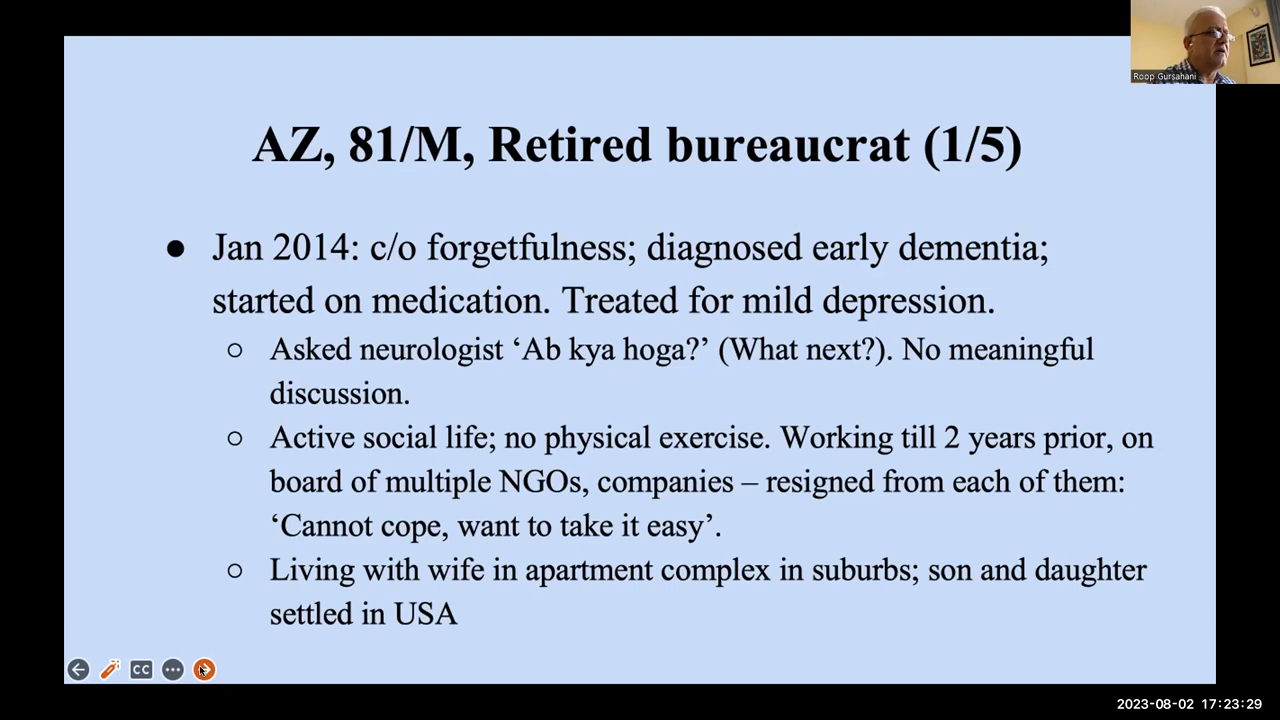 Roop Gursahani
AZ, 81/M, Retired bureaucrat (1/5)
● Jan 2014: c/o forgetfulness; diagnosed early dementia;
started on medication. Treated for mild depression.
○ Asked neurologist ‘Ab kya hoga?’ (What next?). No meaningful
discussion.
○ Active social life; no physical exercise. Working till 2 years prior, on
board of multiple NGOs, companies – resigned from each of them:
‘Cannot cope, want to take it easy’.
○ Living with wife in apartment complex in suburbs; son and daughter
settled in USA
CC
2023-08-02 17:23:29